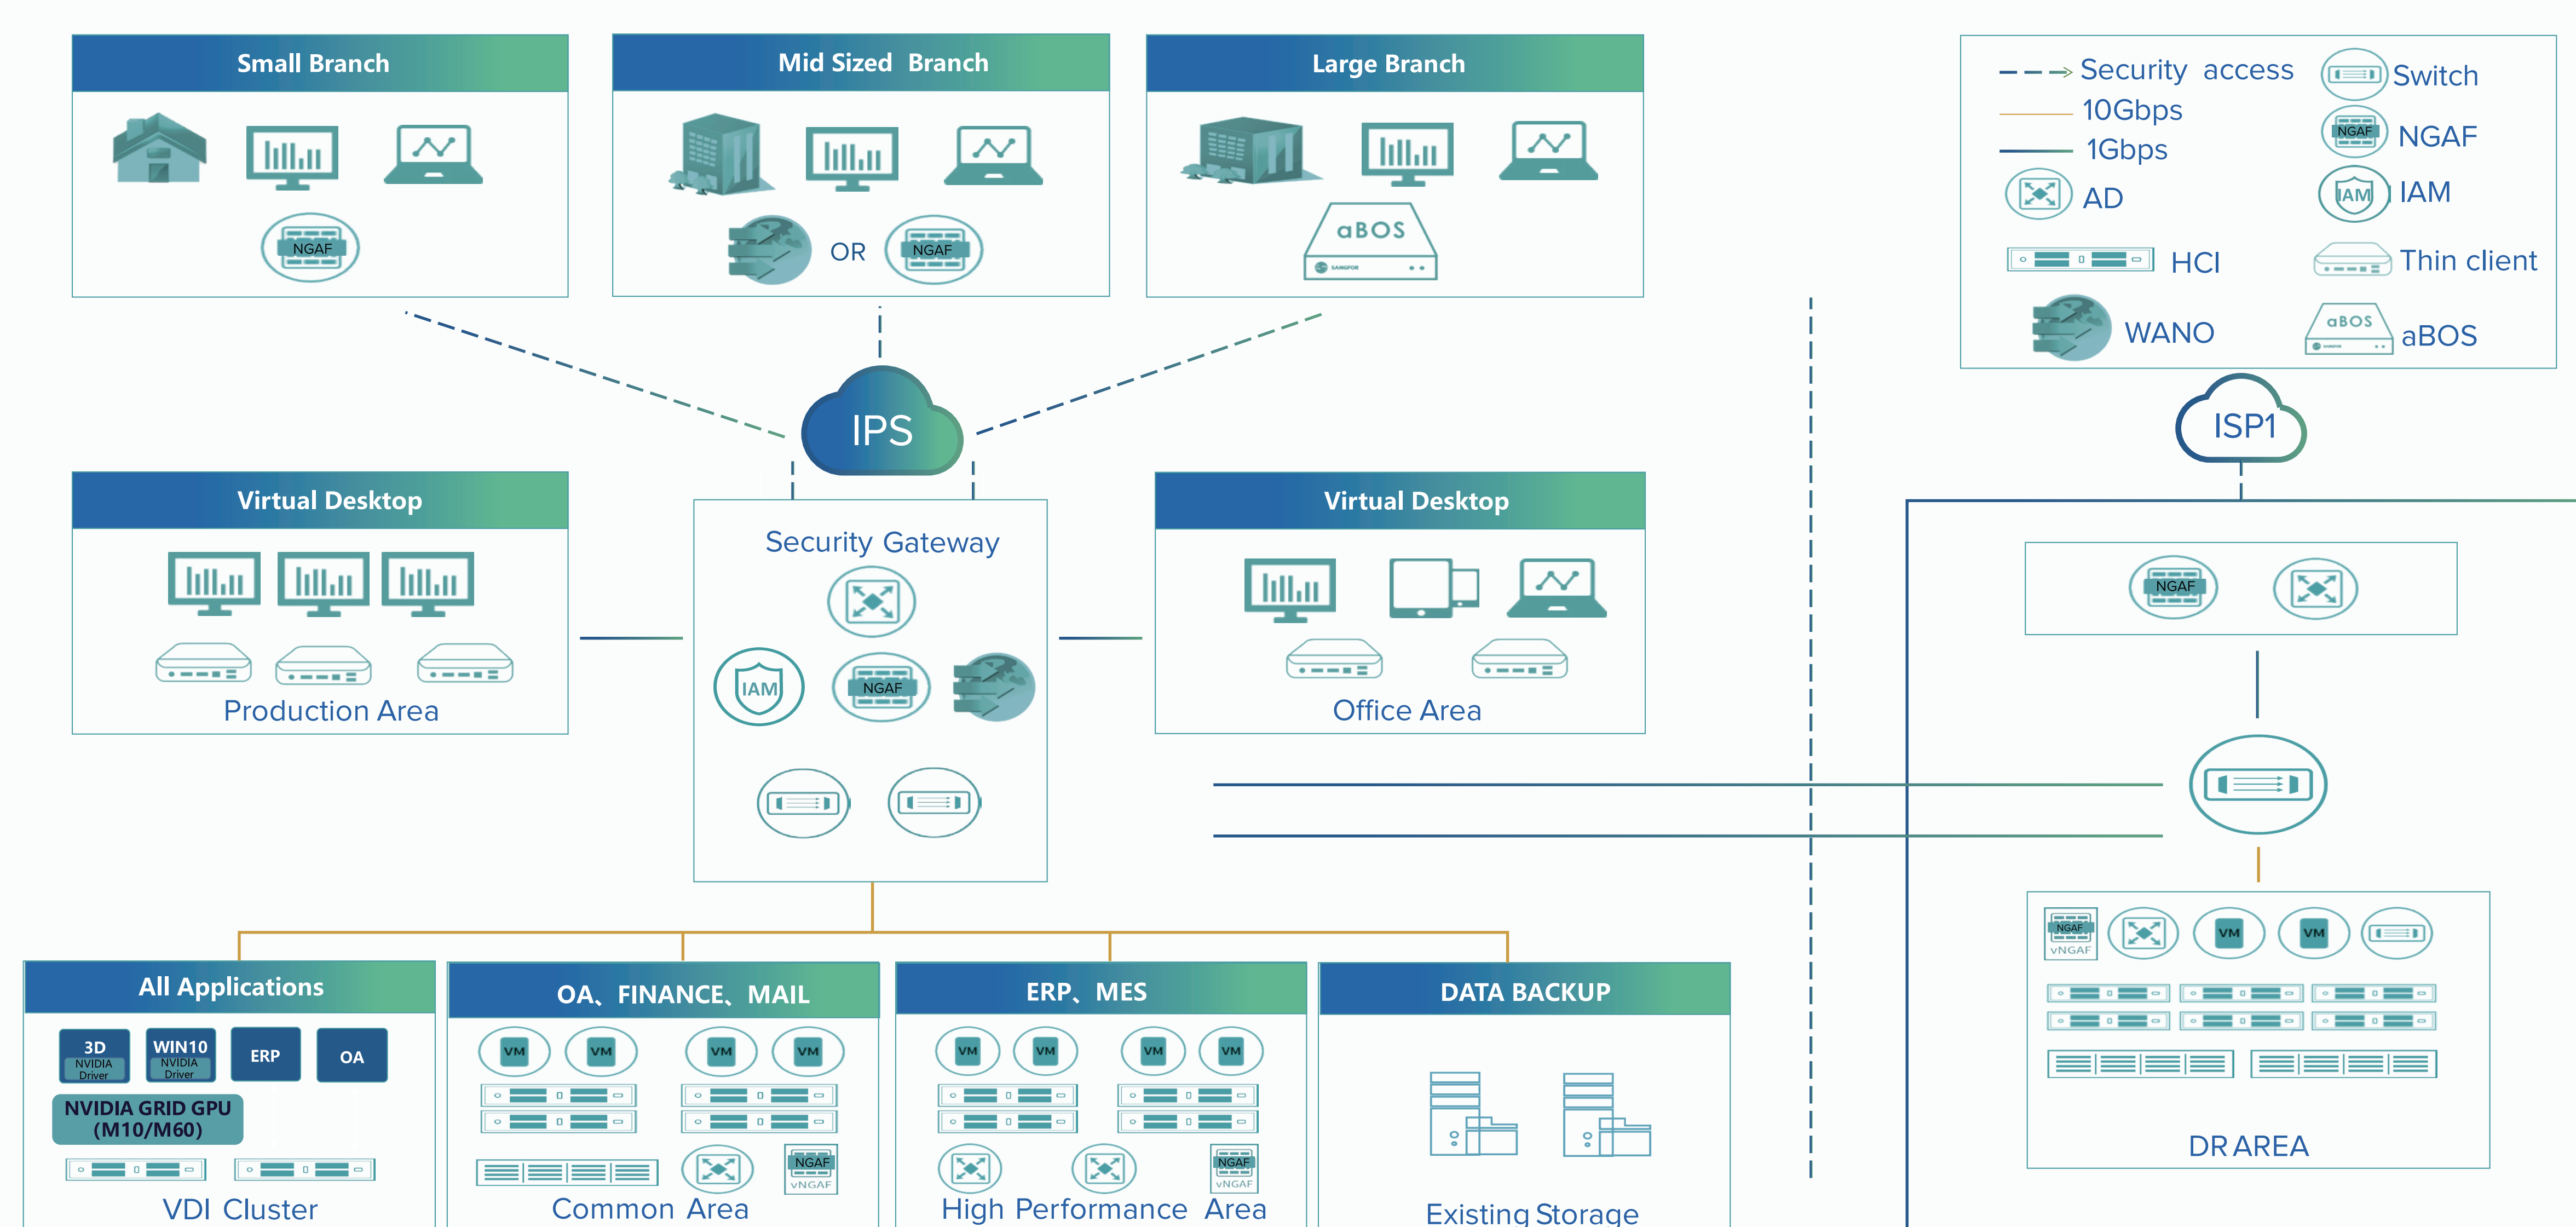 Small Branch
NGAF
Mid Sized Branch
OR
NGAF
Large Branch
aBOS
SANGFOR
Security access
10Gbps
1Gbps
AD
HCI
WANO
Switch
NGAF
NGAF
IAM
IAM
Thin client
aBOS
SANGFOR
aBOS
IPS
ISP1
Virtual Desktop
Production Area
Security Gateway
IAM
NGAF
Virtual Desktop
Office Area
NGAF
All Applications
3D
NVIDIA
Driver
WIN10
NVIDIA
Driver
ERP
OA
NVIDIA GRID GPU
(M10/M60)
VDI Cluster
OA、FINANCE、MAIL
VM
VM
VM
VM
NGAF
vNGAF
Common Area
ERP、MES
VM
VM
VM
VM
NGAF
vNGAF
High Performance Area
DATA BACKUP
Existing Storage
NGAF
vNGAF
VM
VM
DR AREA